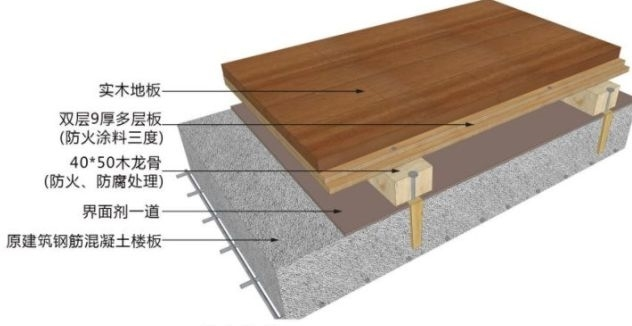 实木地板
双层9厚多层板
(防火涂料三度)
40*50木龙骨
(防火、防腐处理)
界面剂一道
原建筑钢筋混凝土楼板